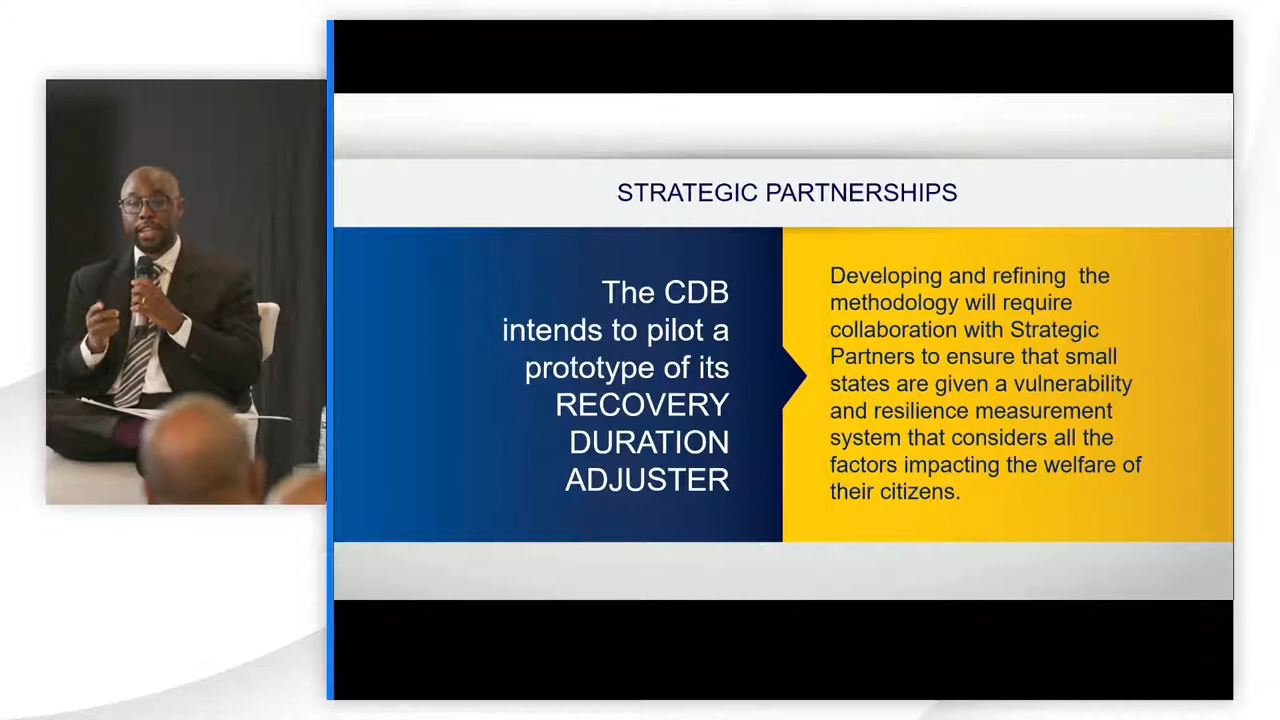 STRATEGIC PARTNERSHIPS
The CDB
intends to pilot a
prototype of its
RECOVERY
DURATION
ADJUSTER
Developing and refining  the
methodology will require
collaboration with Strategic
Partners to ensure that small
states are given a vulnerability
and resilience measurement
system that considers all the
factors impacting the welfare of
their citizens.